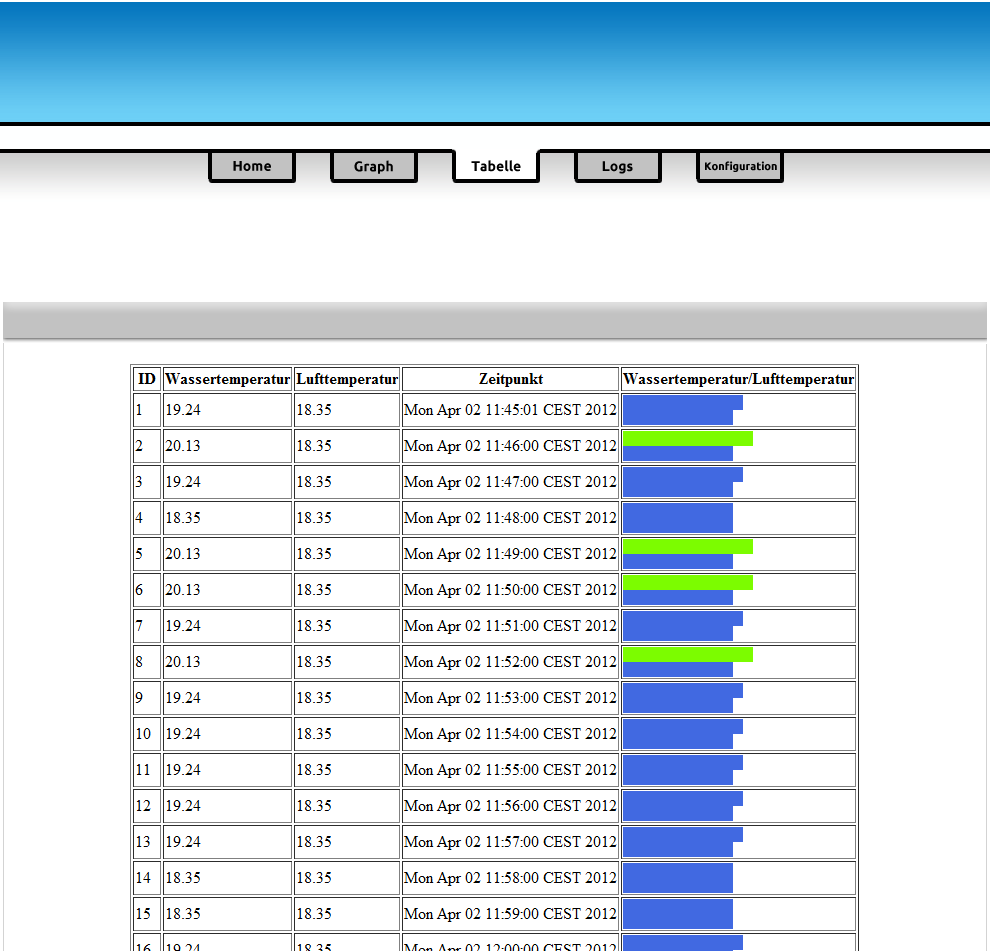 Home Graph Tabelle Logs Konfiguration
ID Wassertemperatur Lufttemperatur Zeitpunkt Wassertemperatur/Lufttemperatur
1 19.24 18.35 Mon Apr 02 11:45:01 CEST 2012
2 20.13 18.35 Mon Apr 02 11:46:00 CEST 2012
3 19.24 18.35 Mon Apr 02 11:47:00 CEST 2012
4 18.35 18.35 Mon Apr 02 11:48:00 CEST 2012
5 20.13 18.35 Mon Apr 02 11:49:00 CEST 2012
6 20.13 18.35 Mon Apr 02 11:50:00 CEST 2012
7 19.24 18.35 Mon Apr 02 11:51:00 CEST 2012
8 20.13 18.35 Mon Apr 02 11:52:00 CEST 2012
9 19.24 18.35 Mon Apr 02 11:53:00 CEST 2012
10 19.24 18.35 Mon Apr 02 11:54:00 CEST 2012
11 19.24 18.35 Mon Apr 02 11:55:00 CEST 2012
12 19.24 18.35 Mon Apr 02 11:56:00 CEST 2012
13 19.24 18.35 Mon Apr 02 11:57:00 CEST 2012
14 18.35 18.35 Mon Apr 02 11:58:00 CEST 2012
15 18.35 18.35 Mon Apr 02 11:59:00 CEST 2012
16 19.24 18.35 Mon Apr 02 12:00:00 CEST 2012